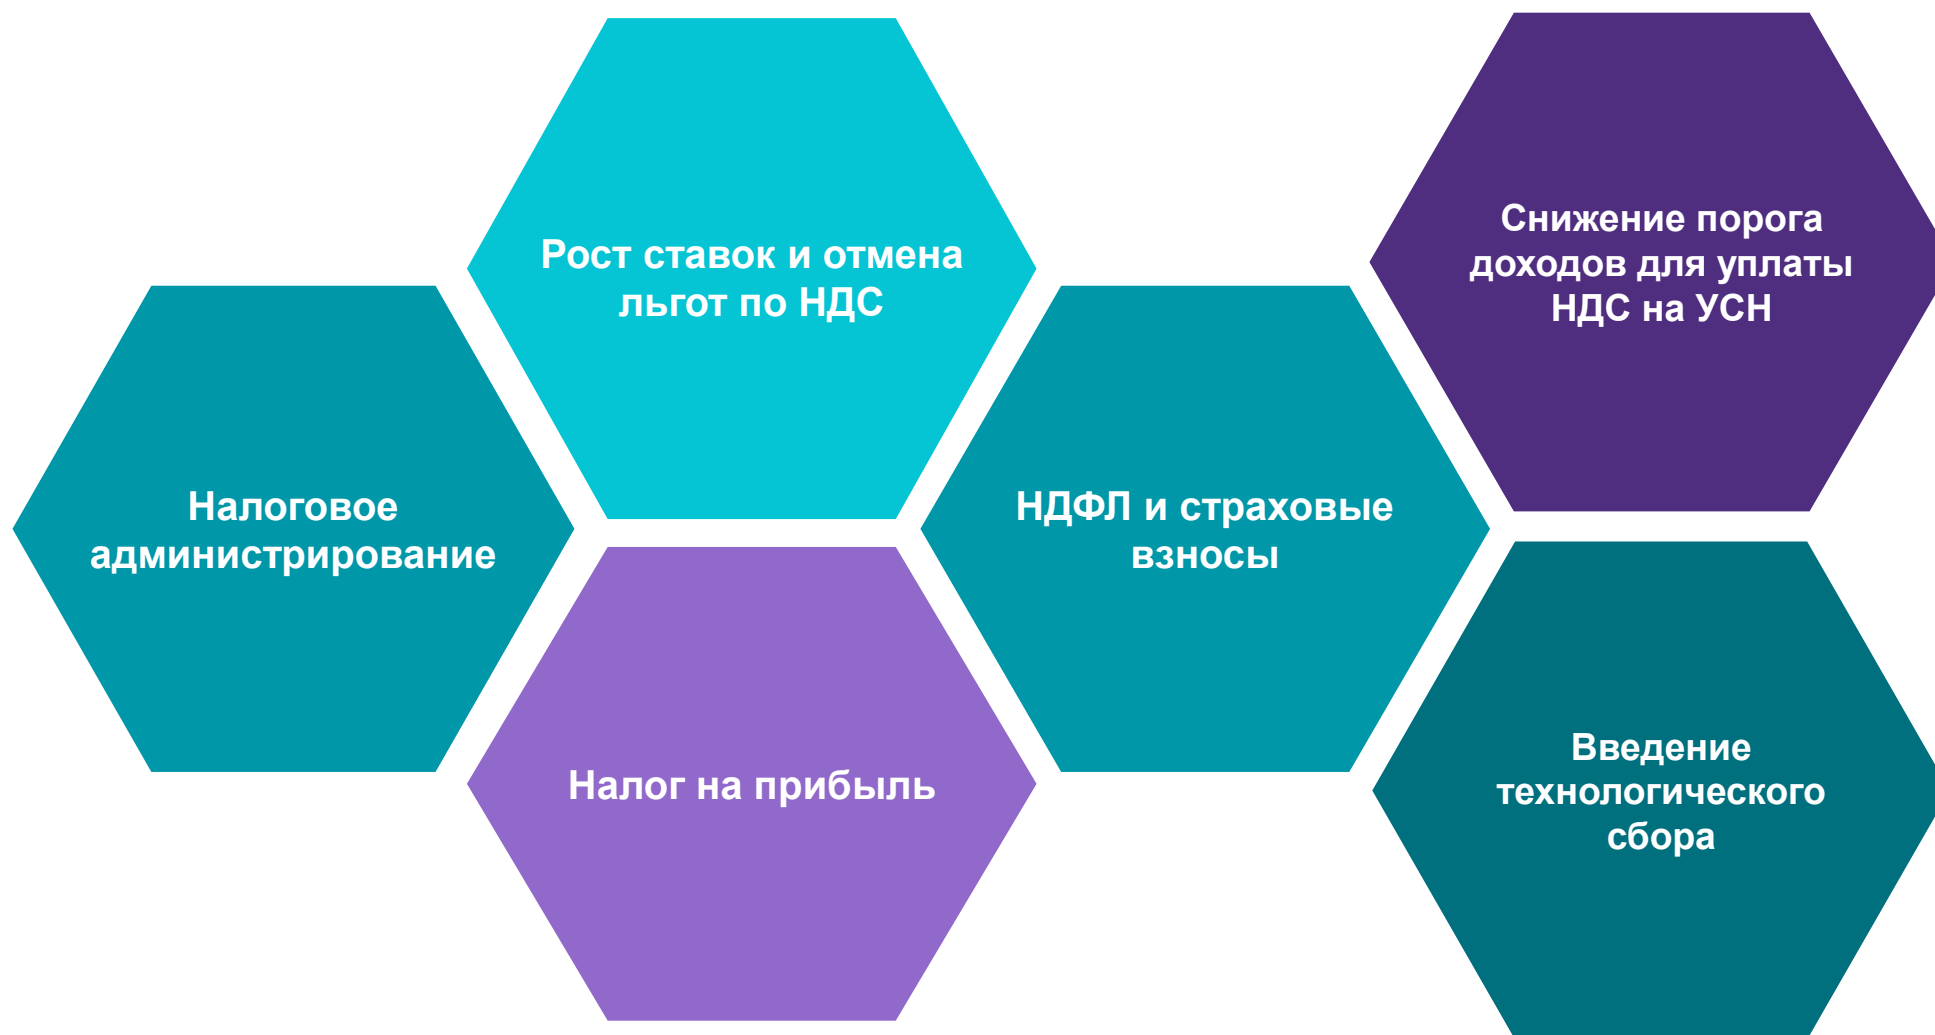 Рост ставок и отмена
льгот по НДС
Снижение порога
доходов для уплаты
НДС на УСН
Налоговое
администрирование
НДФЛ и страховые
взносы
Налог на прибыль
Введение
технологического
сбора